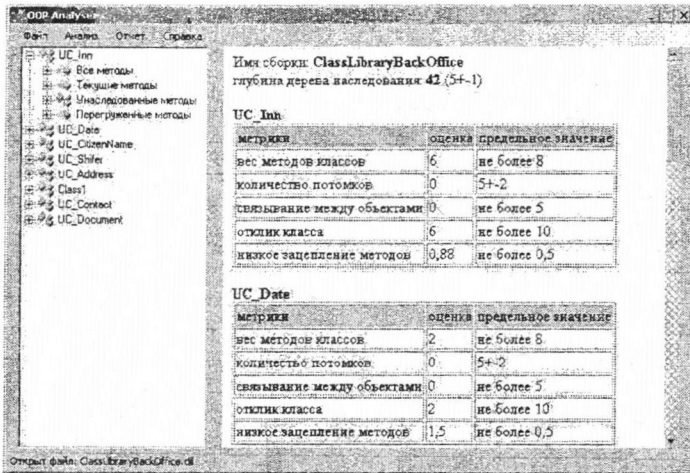 OOP Analyser
Файл Анализ Отчет Справка
UC_Inn
Все методы
Текущие методы
Унаследованные методы
Перегруженные методы
UC_Date
UC_CitizenName
UC_Shifer
UC_Address
Class1
UC_Contact
UC_Document
Имя сборки: ClassLibraryBackOffice
глубина дерева наследования: 42 (5+-1)
UC_Inn
метрики оценка предельное значение
вес методов классов 6 не более 8
количество потомков 0 5+-2
связывание между объектами 0 не более 5
отклик класса 6 не более 10
низкое зацепление методов 0,88 не более 0,5
UC_Date
метрики оценка предельное значение
вес методов классов 2 не более 8
количество потомков 0 5+-2
связывание между объектами 0 не более 5
отклик класса 2 не более 10
низкое зацепление методов 1,5 не более 0,5
Открыт файл: ClassLibraryBackOffice.dll